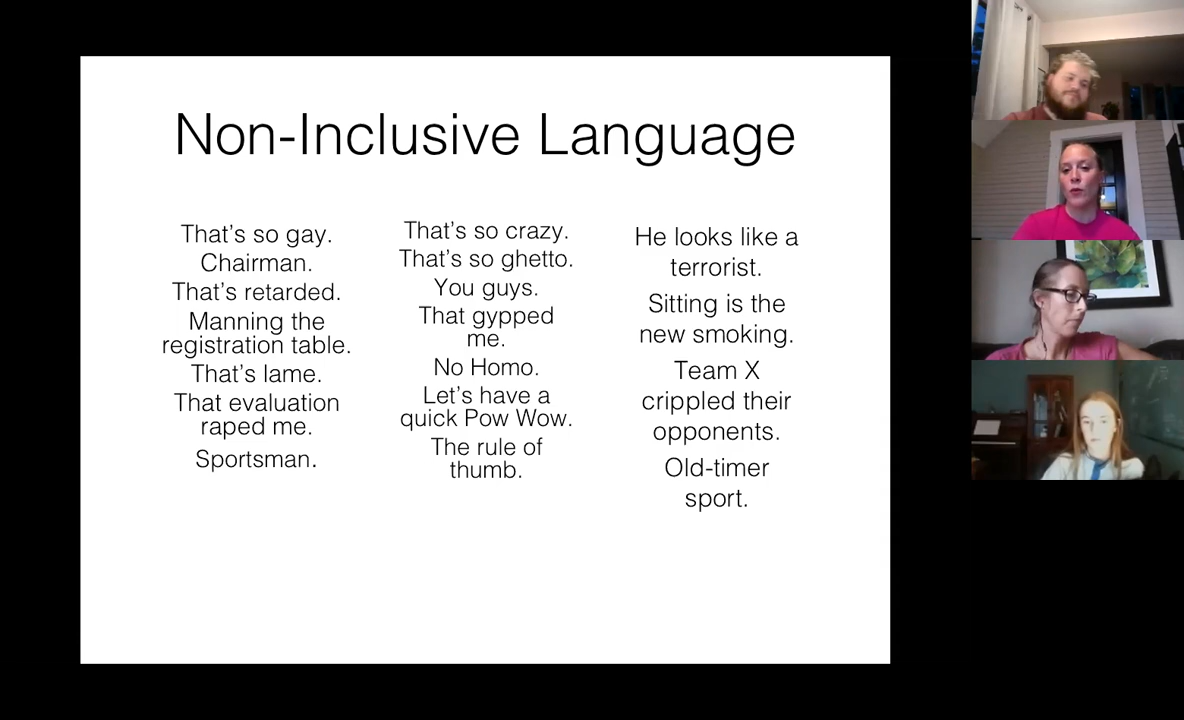 Non-Inclusive Language
That's so gay.
Chairman.
That's retarded.
Manning the
registration table.
That's lame.
That evaluation
raped me.
Sportsman.
That's so crazy.
That's so ghetto.
You guys.
That gypped
me.
No Homo.
Let's have a
quick Pow Wow.
The rule of
thumb.
He looks like a
terrorist.
Sitting is the
new smoking.
Team X
crippled their
opponents.
Old-timer
sport.